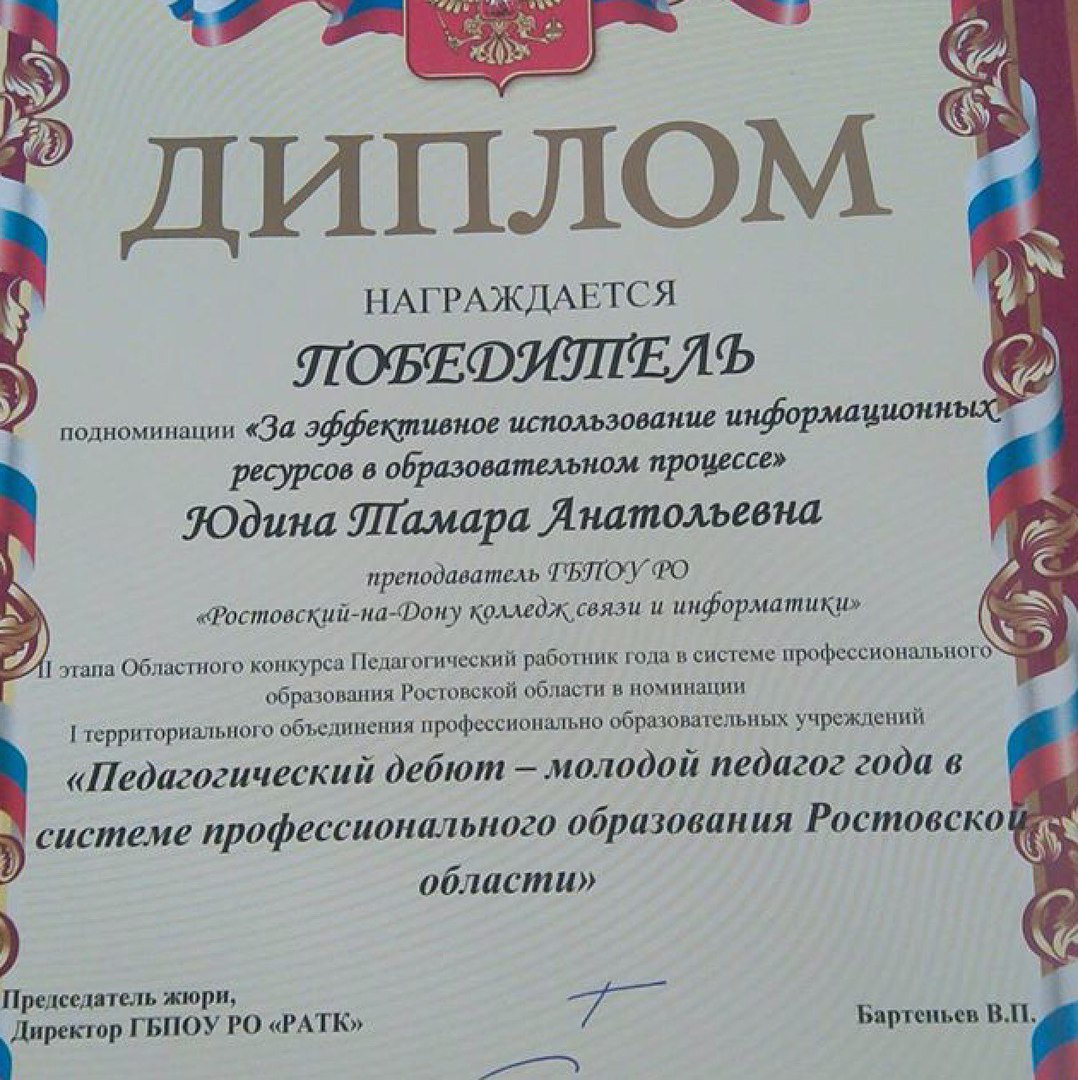 ДИПЛОМ
НАГРАЖДАЕТСЯ
ПОБЕДИТЕЛЬ
подноминации «За эффективное использование информационных
ресурсов в образовательном процессе»
Юдина Тамара Анатольевна
преподаватель ГБПОУ РО
«Ростовский-на-Дону колледж связи и информатики»
II этапа Областного конкурса Педагогический работник года в системе профессионального
образования Ростовской области в номинации
I территориального объединения профессионально образовательных учреждений
«Педагогический дебют – молодой педагог года в
системе профессионального образования Ростовской
области»
Председатель жюри,
Директор ГБПОУ РО «РАТК»
Бартеньев В.П.